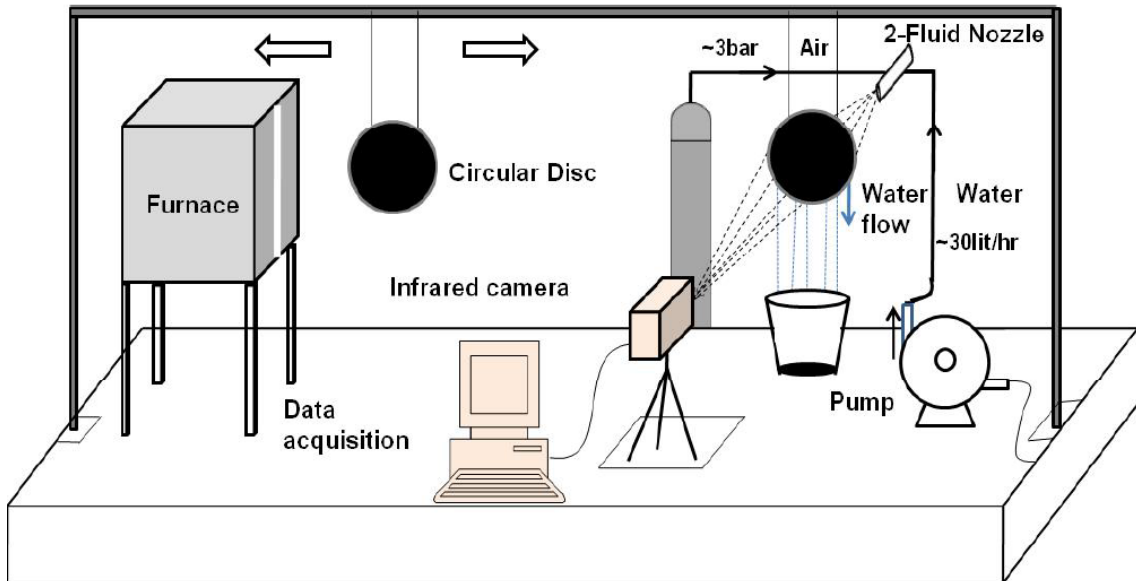 2-Fluid Nozzle
~3bar
Air
Furnace
Circular Disc
Water
flow
Water
~30lit/hr
Infrared camera
Pump
Data
acquisition